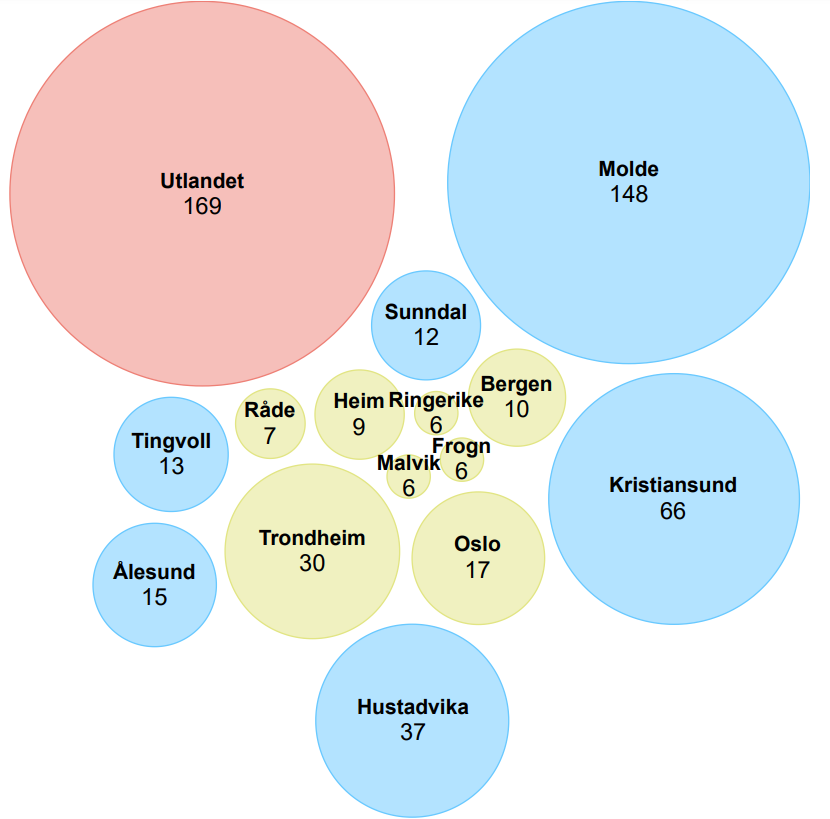 Utlandet
169
Molde
148
Sunndal
12
Bergen
10
Heim
9
Ringerike
6
Råde
7
Tingvoll
13
Frogn
6
Malvik
6
Kristiansund
66
Trondheim
30
Oslo
17
Ålesund
15
Hustadvika
37